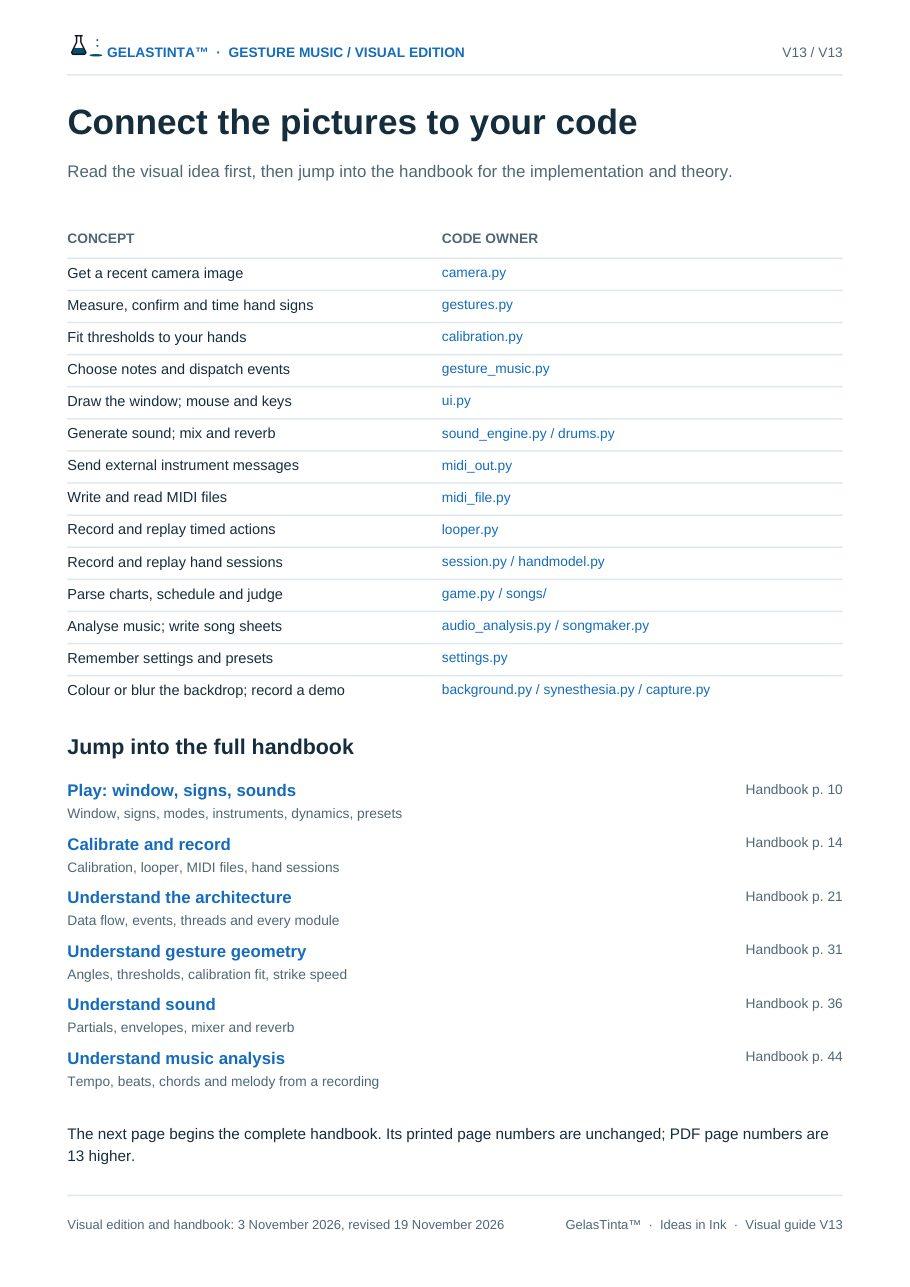 GELASTINTA™ · GESTURE MUSIC / VISUAL EDITION V13 / V13
Connect the pictures to your code
Read the visual idea first, then jump into the handbook for the implementation and theory.
CONCEPT CODE OWNER
Get a recent camera image camera.py
Measure, confirm and time hand signs gestures.py
Fit thresholds to your hands calibration.py
Choose notes and dispatch events gesture_music.py
Draw the window; mouse and keys ui.py
Generate sound; mix and reverb sound_engine.py / drums.py
Send external instrument messages midi_out.py
Write and read MIDI files midi_file.py
Record and replay timed actions looper.py
Record and replay hand sessions session.py / handmodel.py
Parse charts, schedule and judge game.py / songs/
Analyse music; write song sheets audio_analysis.py / songmaker.py
Remember settings and presets settings.py
Colour or blur the backdrop; record a demo background.py / synesthesia.py / capture.py
Jump into the full handbook
Play: window, signs, sounds Handbook p. 10
Window, signs, modes, instruments, dynamics, presets
Calibrate and record Handbook p. 14
Calibration, looper, MIDI files, hand sessions
Understand the architecture Handbook p. 21
Data flow, events, threads and every module
Understand gesture geometry Handbook p. 31
Angles, thresholds, calibration fit, strike speed
Understand sound Handbook p. 36
Partials, envelopes, mixer and reverb
Understand music analysis Handbook p. 44
Tempo, beats, chords and melody from a recording
The next page begins the complete handbook. Its printed page numbers are unchanged; PDF page numbers are
13 higher.
Visual edition and handbook: 3 November 2026, revised 19 November 2026 GelasTinta™ · Ideas in Ink · Visual guide V13